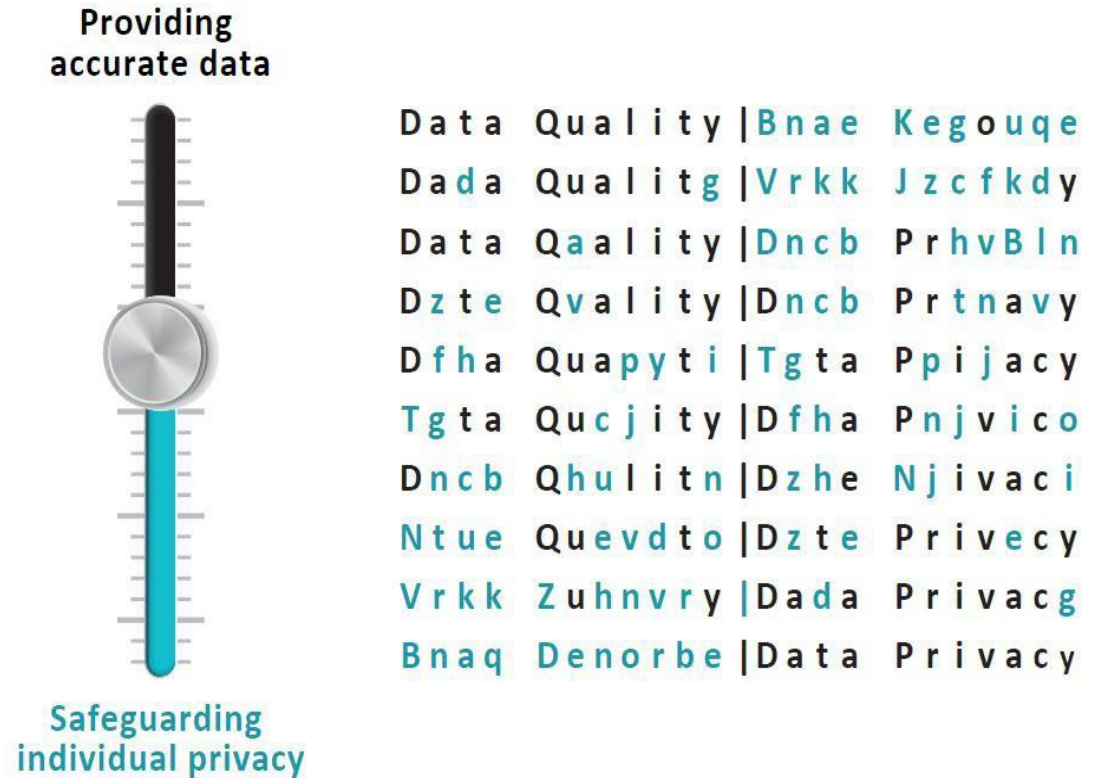 Providing
accurate data
Data Quality |Bnae Kegouqe
Dada Qualitg |Vrkk Jzcfkdy
Data Qaality |Dncb PrhvBln
Dzte Qvality |Dncb Prtnavy
Dfha Quapyti |Tgta Ppijacy
Tgta Qucjity |Dfha Pnjvico
Dncb Qhulitn |Dzhe Njivaci
Ntue Quevdto |Dzte Privecy
Vrkk Zuhnvry |Dada Privacg
Bnaq Denorbe |Data Privacy
Safeguarding
individual privacy